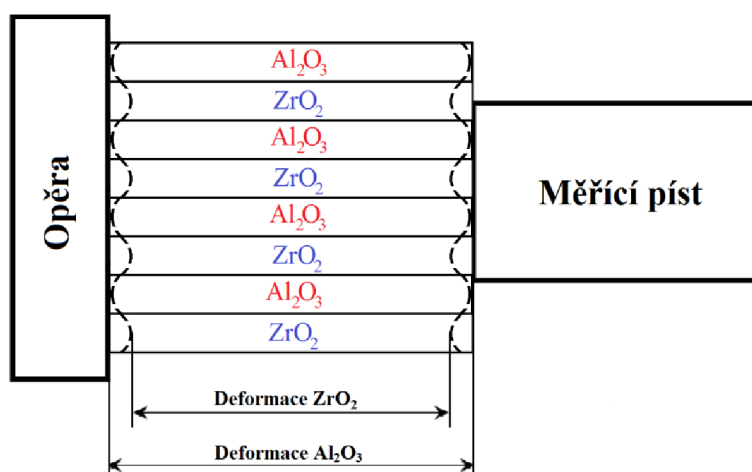 Opěra
Al₂O₃
ZrO₂
Al₂O₃
ZrO₂
Al₂O₃
ZrO₂
Al₂O₃
ZrO₂
Měřící píst
Deformace ZrO₂
Deformace Al₂O₃